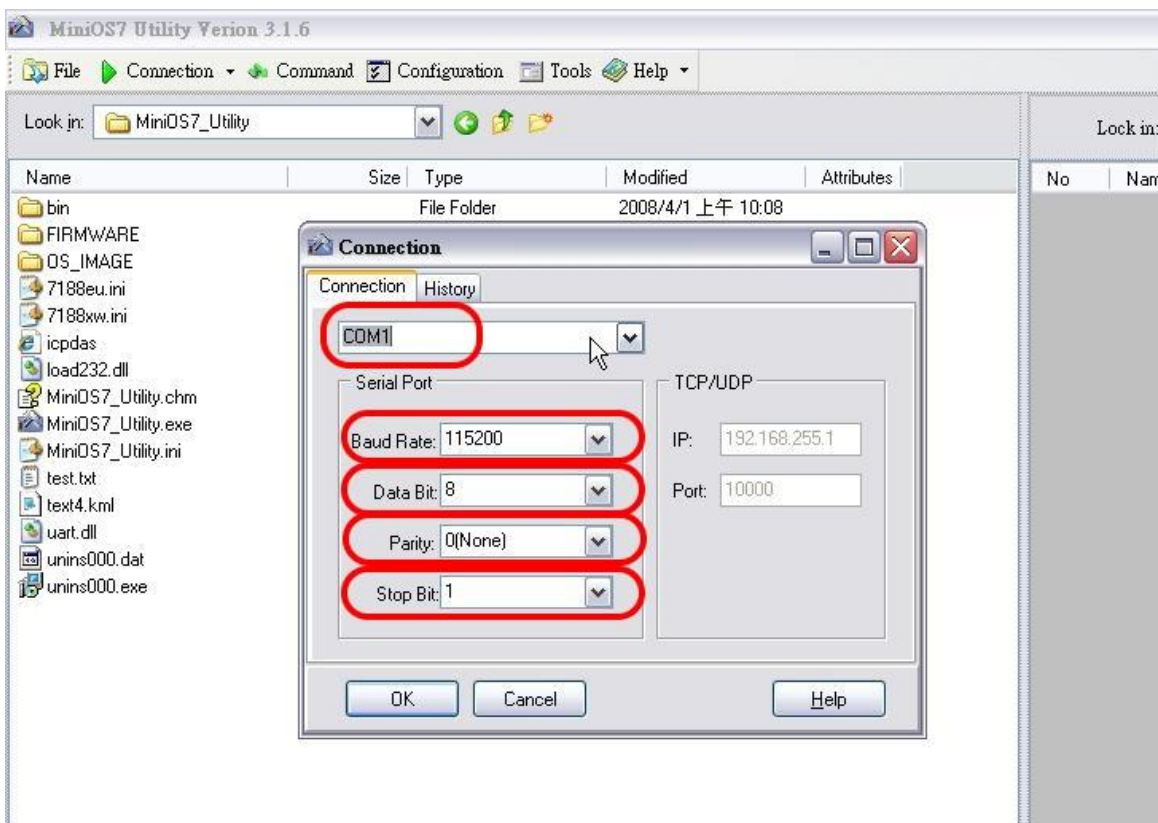 MiniOS7 Utility Verion 3.1.6
File Connection Command Configuration Tools Help
Look in: MiniOS7_Utility
Lock in:
Name Size Type Modified Attributes
No Nam
bin File Folder 2008/4/1 上午 10:08
FIRMWARE
OS_IMAGE
7188eu.ini
7188xw.ini
icpdas
load232.dll
MiniOS7_Utility.chm
MiniOS7_Utility.exe
MiniOS7_Utility.ini
test.txt
text4.kml
uart.dll
unins000.dat
unins000.exe
Connection
Connection History
COM1
Serial Port
Baud Rate: 115200
Data Bit: 8
Parity: 0(None)
Stop Bit: 1
TCP/UDP
IP: 192.168.255.1
Port: 10000
OK Cancel Help